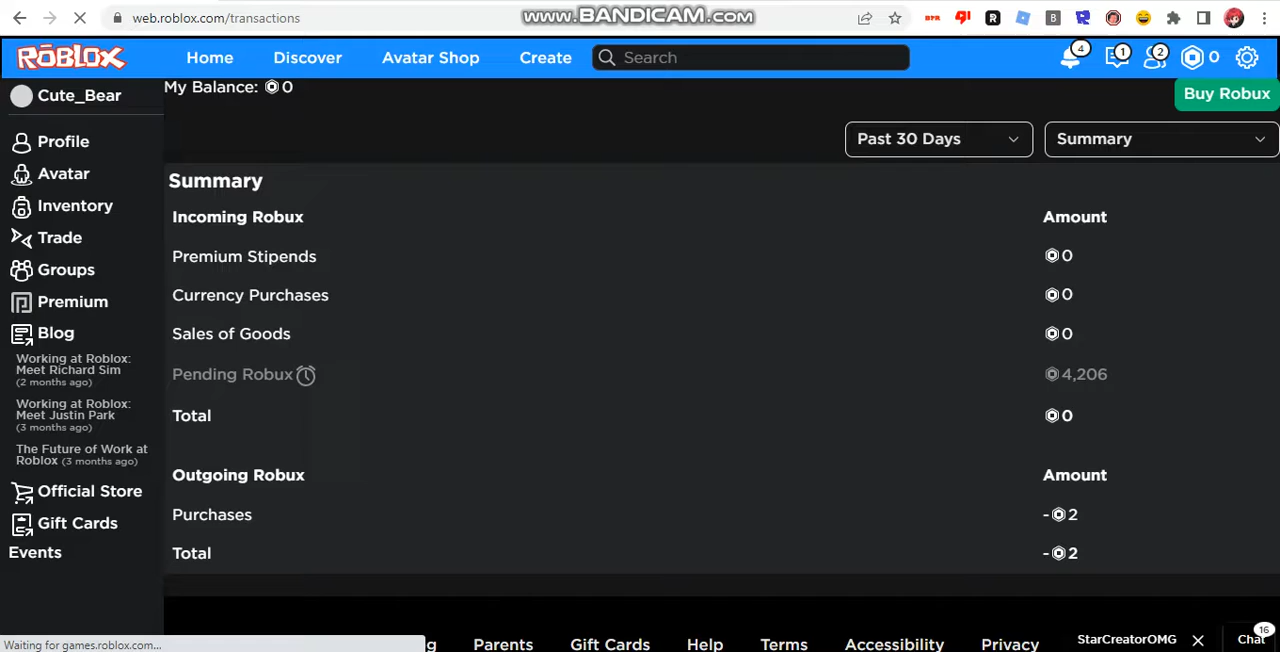 web.roblox.com/transactions
www.BANDICAM.com
ROBLOX Home Discover Avatar Shop Create Search 4 1 2 0
Cute_Bear
My Balance: 0
Buy Robux
Past 30 Days Summary
Profile
Avatar
Inventory
Trade
Groups
Premium
Blog
Working at Roblox:
Meet Richard Sim
(2 months ago)
Working at Roblox:
Meet Justin Park
(3 months ago)
The Future of Work at
Roblox (3 months ago)
Official Store
Gift Cards
Events
Summary
Incoming Robux Amount
Premium Stipends 0
Currency Purchases 0
Sales of Goods 0
Pending Robux 4,206
Total 0
Outgoing Robux Amount
Purchases -2
Total -2
Waiting for games.roblox.com...
g Parents Gift Cards Help Terms Accessibility Privacy
StarCreatorOMG Chat 16